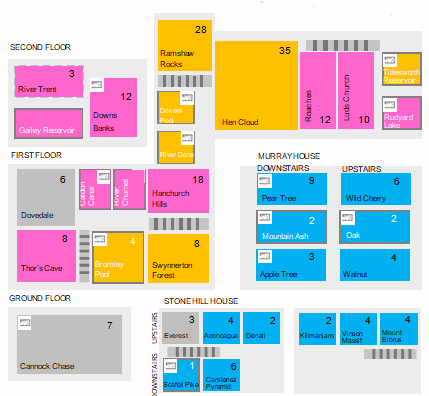 28
Ramshaw
Rocks
SECOND FLOOR
3
River Trent
12
Downs
Banks
Gailey Reservoir
Doxey
Pool
River Dane
35
Hen Cloud
Roaches
12
Luds Church
10
Tittesworth
Reservoir
Rudyard
Lake
FIRST FLOOR
6
Dovedale
Caldon
Canal
River
Churnet
18
Hanchurch
Hills
8
Thor's Cave
4
Bromley
Pool
8
Swynnerton
Forest
MURRAY HOUSE
DOWNSTAIRS
UPSTAIRS
9
Pear Tree
6
Wild Cherry
2
Mountain Ash
2
Oak
3
Apple Tree
4
Walnut
GROUND FLOOR
7
Cannock Chase
STONE HILL HOUSE
UPSTAIRS
3
Everest
4
Aconcagua
2
Denali
2
Kilimanjaro
4
Vinson
Massif
4
Mount
Elbrus
DOWNSTAIRS
1
Scafell Pike
6
Carstensz
Pyramid